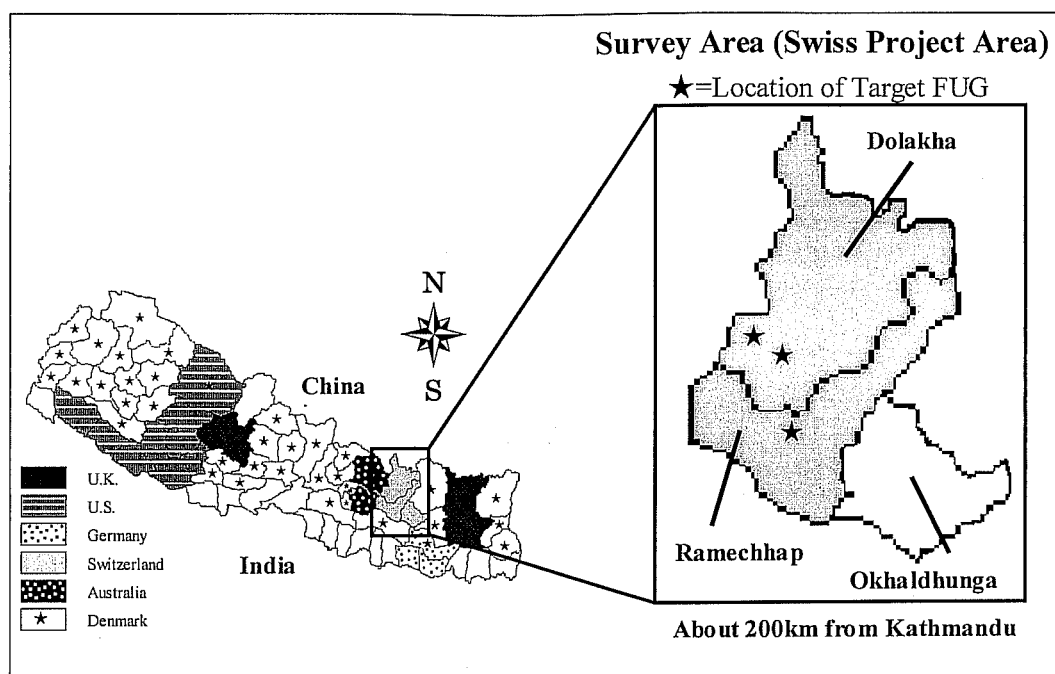 Survey Area (Swiss Project Area)
★=Location of Target FUG
Dolakha
N
S
China
India
U.K.
U.S.
Germany
Switzerland
Australia
Denmark
Ramechhap
Okhaldhunga
About 200km from Kathmandu